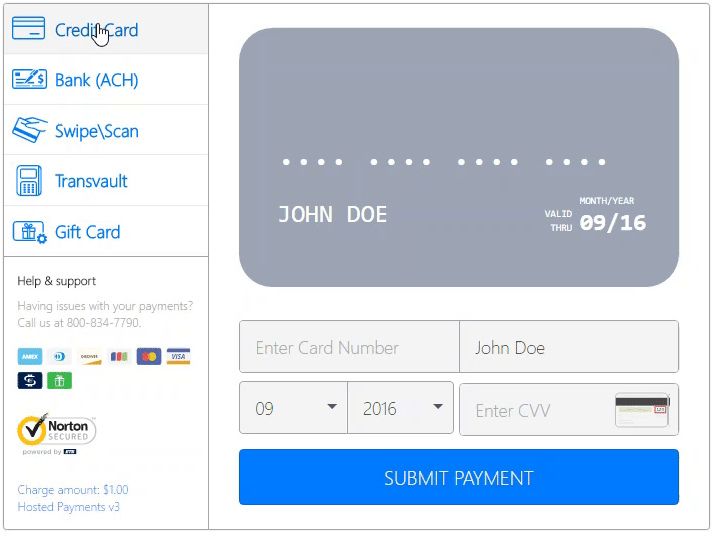 Credit Card
Bank (ACH)
Swipe\Scan
Transvault
Gift Card
Help & support
Having issues with your payments?
Call us at 800-834-7790.
AMEX
DISCOVER
JCB
VISA
Norton
SECURED
powered by
Charge amount: $1.00
Hosted Payments v3
•••• •••• •••• ••••
JOHN DOE
MONTH/YEAR
VALID
THRU
09/16
Enter Card Number
John Doe
09
2016
Enter CVV
SUBMIT PAYMENT